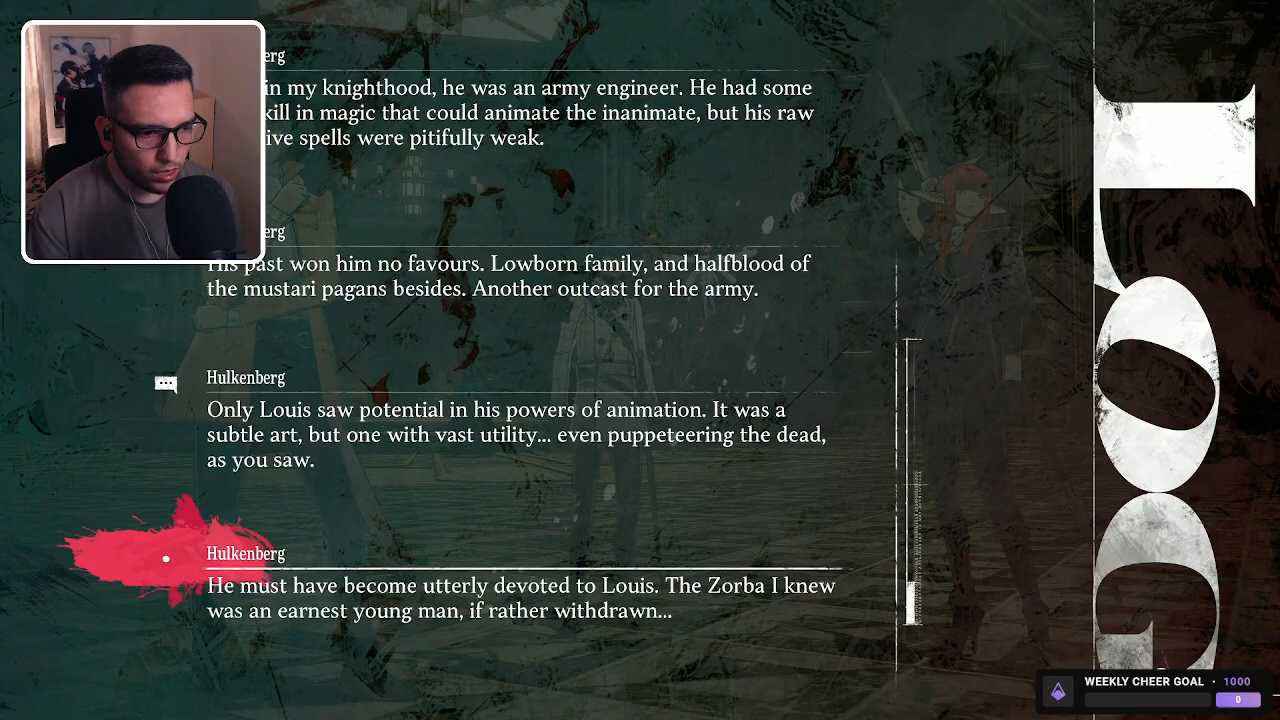 erg
in my knighthood, he was an army engineer. He had some
kill in magic that could animate the inanimate, but his raw
ive spells were pitifully weak.
erg
His past won him no favours. Lowborn family, and halfblood of
the mustari pagans besides. Another outcast for the army.
Hulkenberg
Only Louis saw potential in his powers of animation. It was a
subtle art, but one with vast utility... even puppeteering the dead,
as you saw.
Hulkenberg
He must have become utterly devoted to Louis. The Zorba I knew
was an earnest young man, if rather withdrawn...
LOG
WEEKLY CHEER GOAL · 1000
0